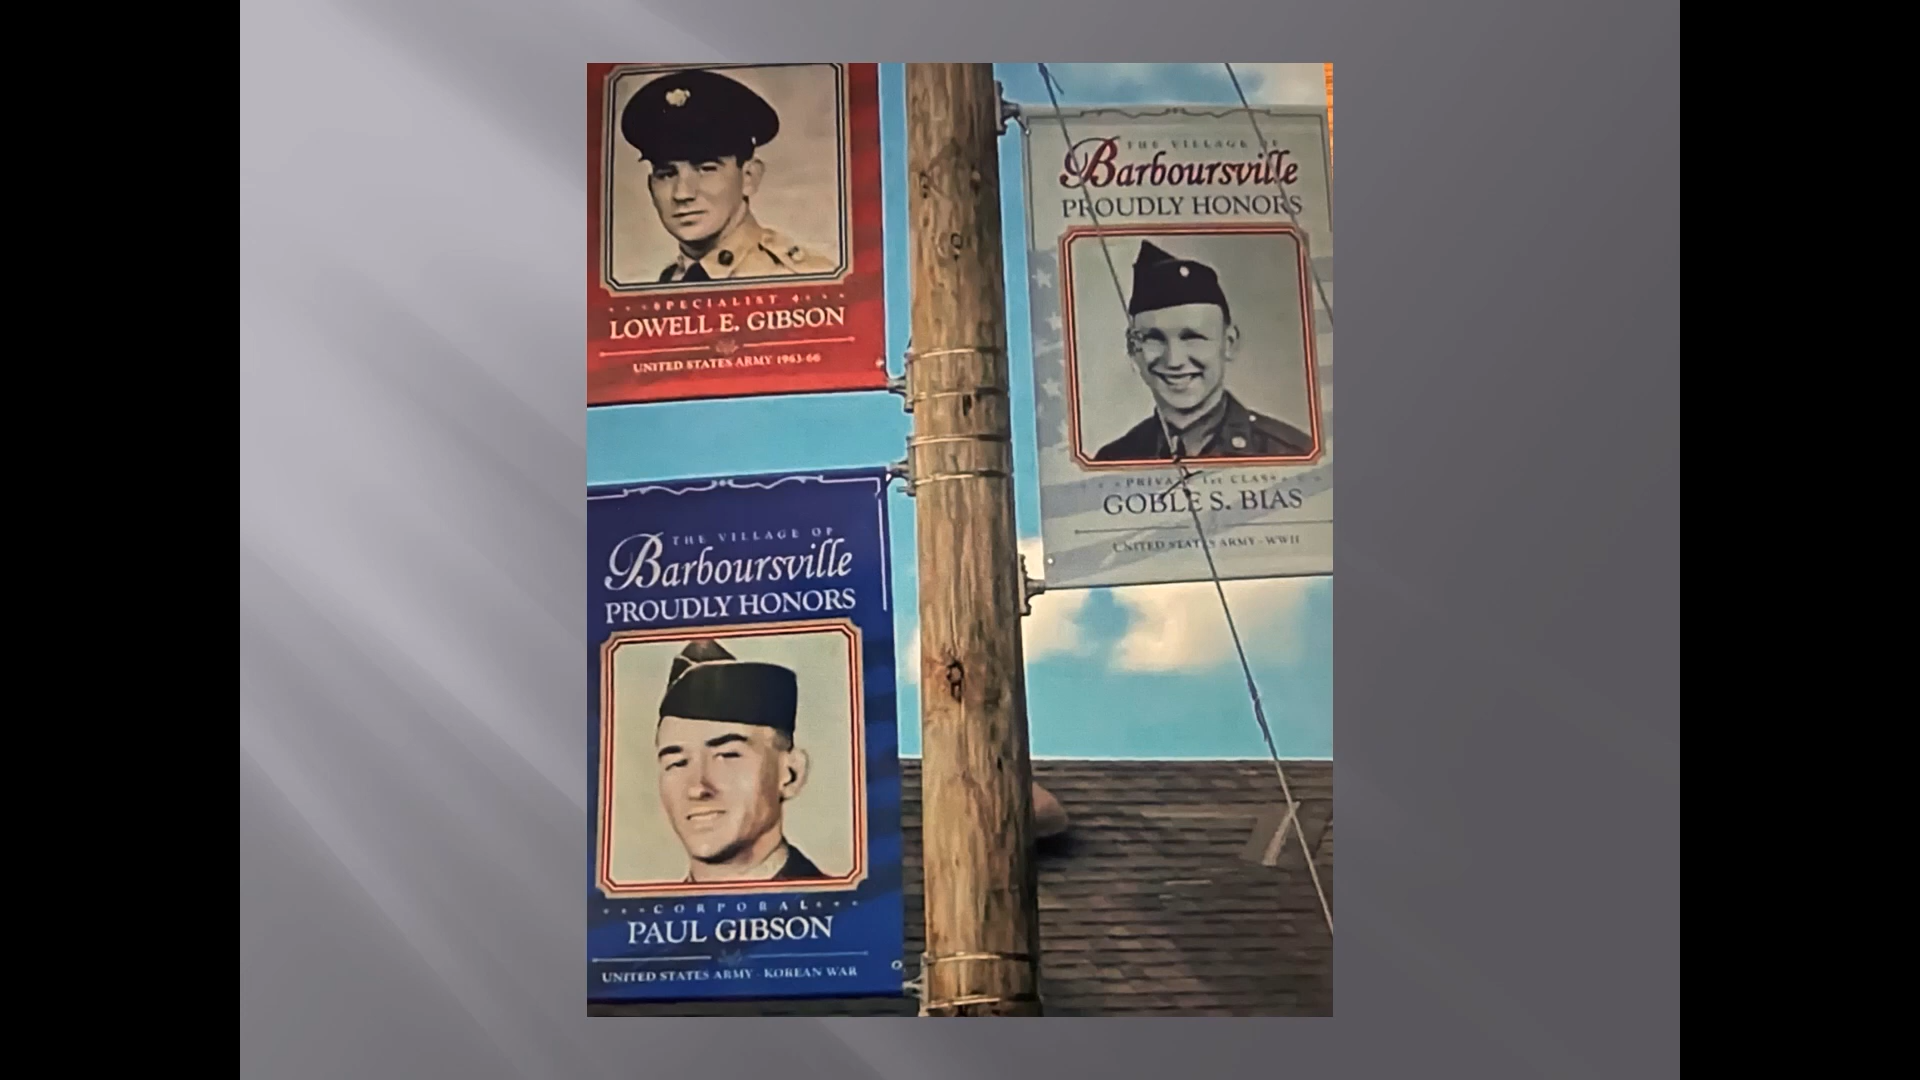 SPECIALIST 4
LOWELL E. GIBSON
UNITED STATES ARMY 1963-66
THE VILLAGE OF
Barboursville
PROUDLY HONORS
CORPORAL
PAUL GIBSON
UNITED STATES ARMY - KOREAN WAR
THE VILLAGE OF
Barboursville
PROUDLY HONORS
PRIVATE 1st CLASS
GOBLE S. BIAS
UNITED STATES ARMY - WWII